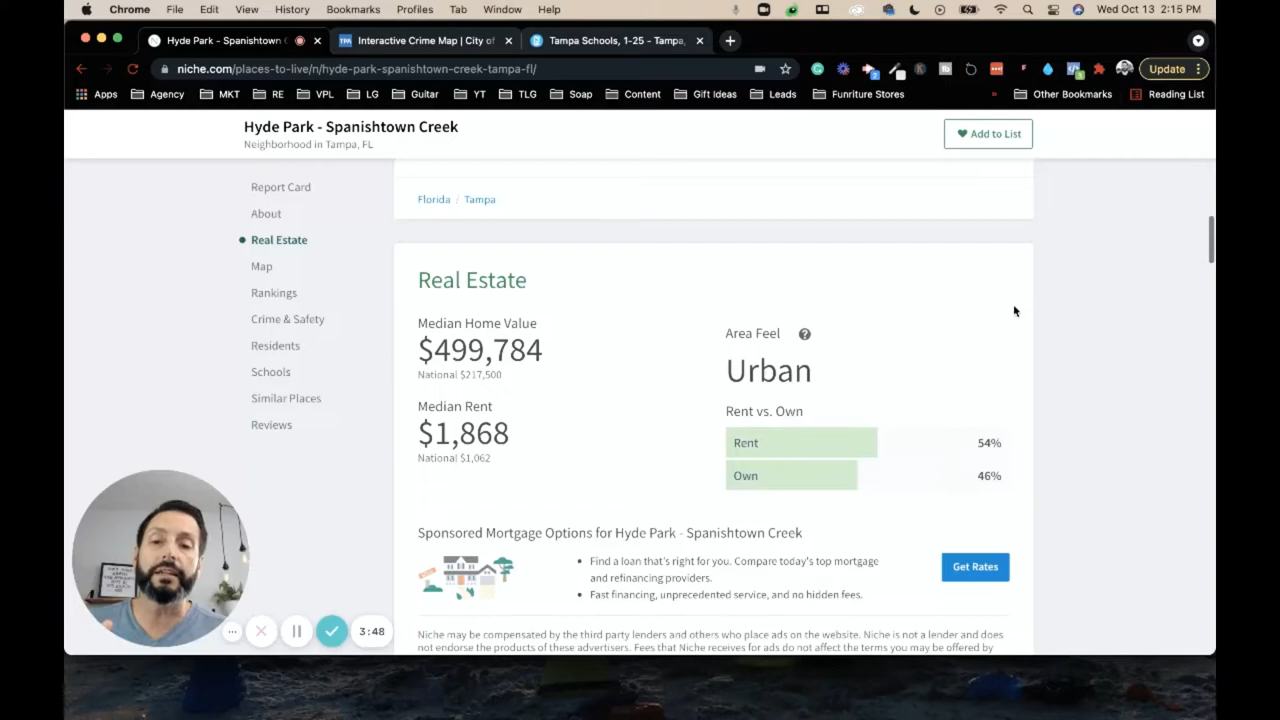 Chrome File Edit View History Bookmarks Profiles Tab Window Help Wed Oct 13 2:15 PM
Hyde Park - Spanishtown Interactive Crime Map | City of Tampa Schools, 1-25 - Tampa,
niche.com/places-to-live/n/hyde-park-spanishtown-creek-tampa-fl/ Update
Apps Agency MKT RE VPL LG Guitar YT TLG Soap Content Gift Ideas Leads Funriture Stores » Other Bookmarks Reading List
Hyde Park - Spanishtown Creek
Neighborhood in Tampa, FL
Add to List
Report Card
About
Real Estate
Map
Rankings
Crime & Safety
Residents
Schools
Similar Places
Reviews
Florida / Tampa
Real Estate
Median Home Value
$499,784
National $217,500
Median Rent
$1,868
National $1,062
Area Feel ?
Urban
Rent vs. Own
Rent 54%
Own 46%
Sponsored Mortgage Options for Hyde Park - Spanishtown Creek
• Find a loan that's right for you. Compare today's top mortgage
and refinancing providers.
• Fast financing, unprecedented service, and no hidden fees.
Get Rates
Niche may be compensated by the third party lenders and others who place ads on the website. Niche is not a lender and does
not endorse the products of these advertisers. Fees that Niche receives for ads do not affect the terms you may be offered by
3:48